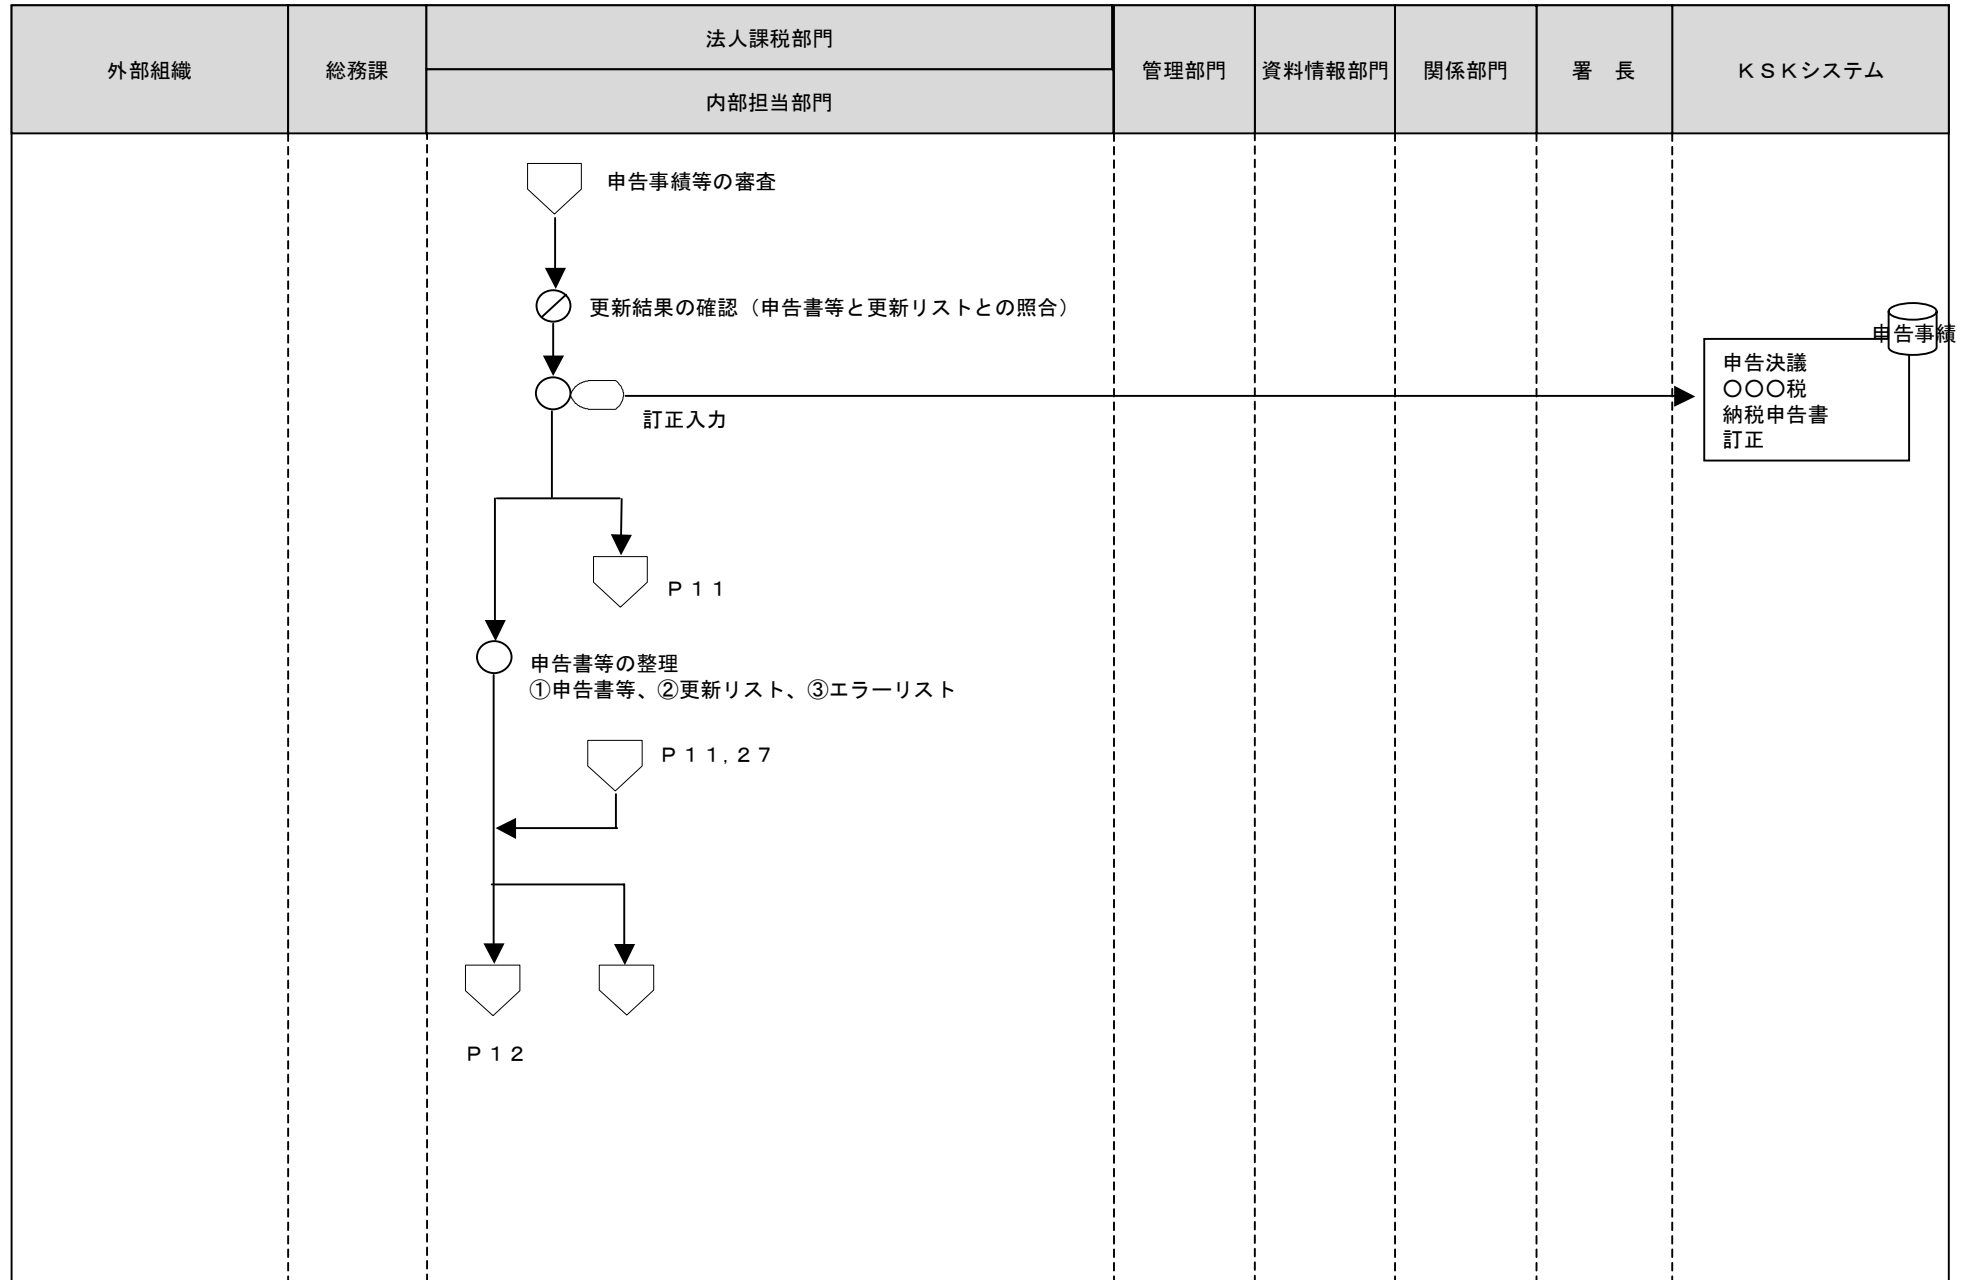 外部組織
総務課
法人課税部門
内部担当部門
管理部門
資料情報部門
関係部門
署　長
ＫＳＫシステム
申告事績等の審査
更新結果の確認（申告書等と更新リストとの照合）
申告事績
申告決議
〇〇〇税
納税申告書
訂正
訂正入力
Ｐ１１
申告書等の整理
①申告書等、②更新リスト、③エラーリスト
Ｐ１１,２７
Ｐ１２